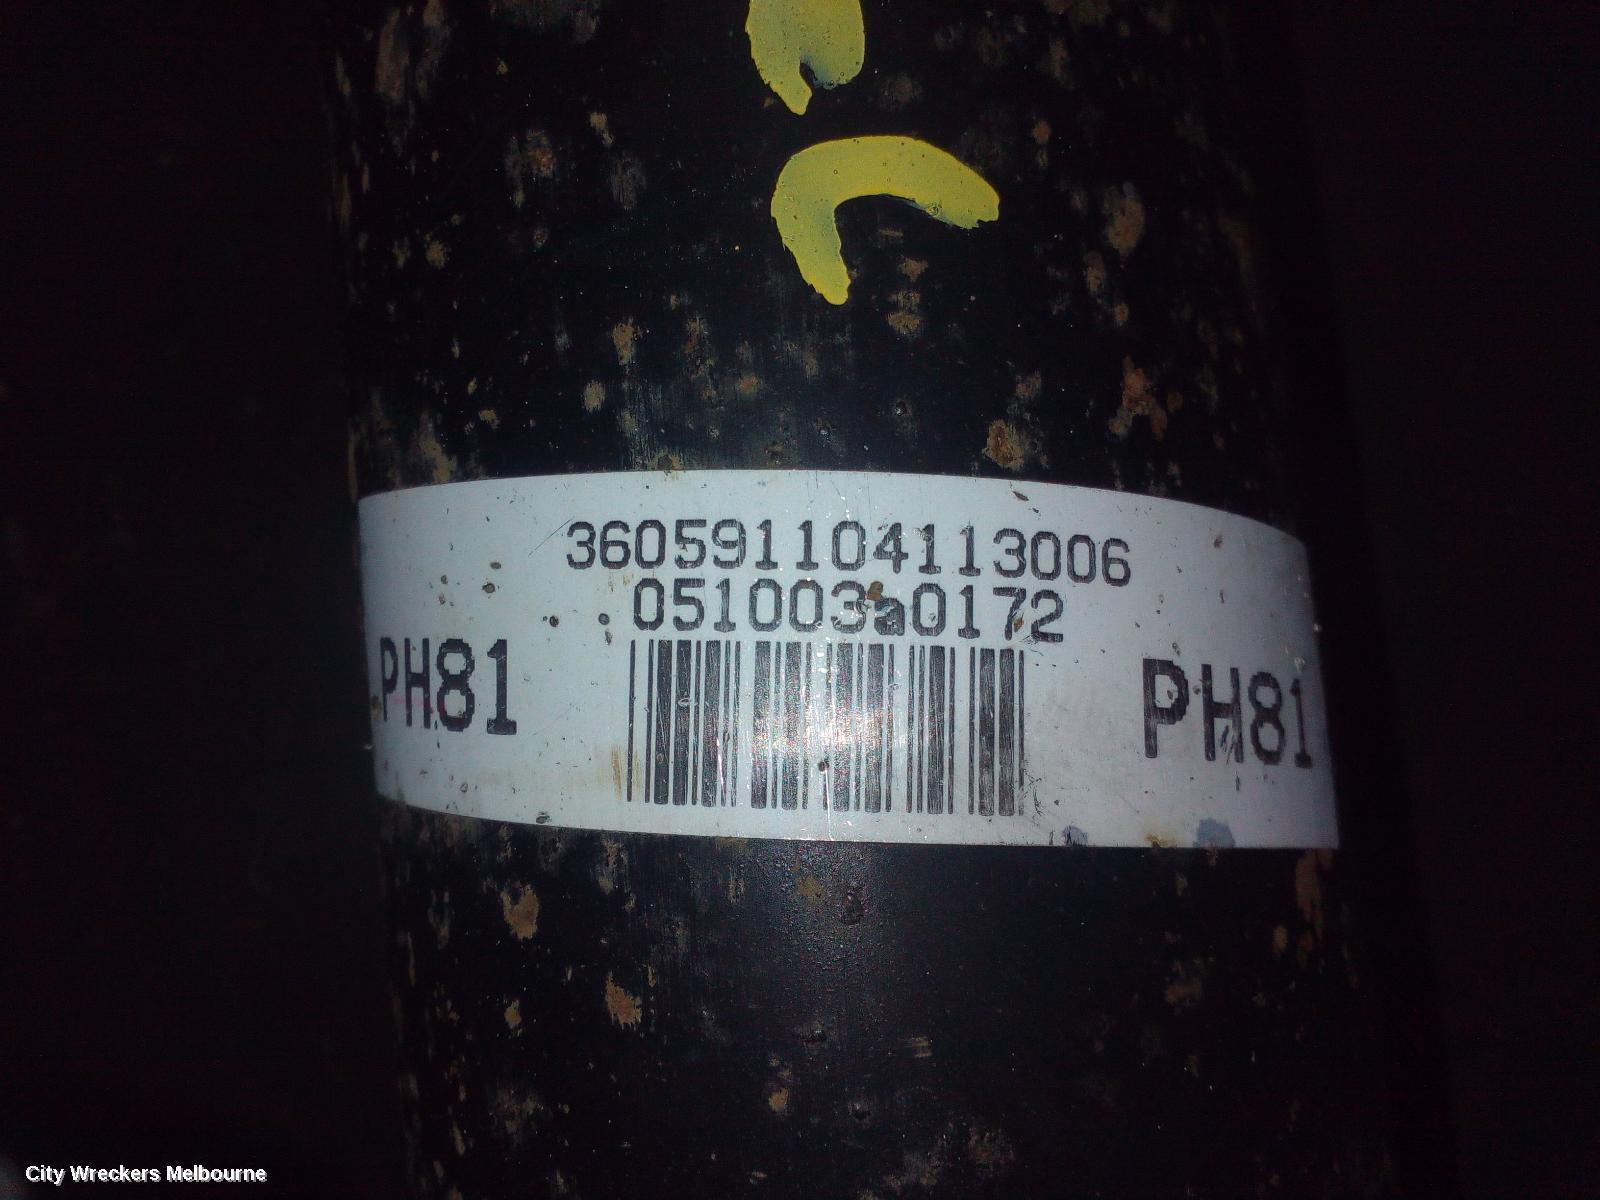 360591104113006
051003a0172
PH81
PH81
City Wreckers Melbourne